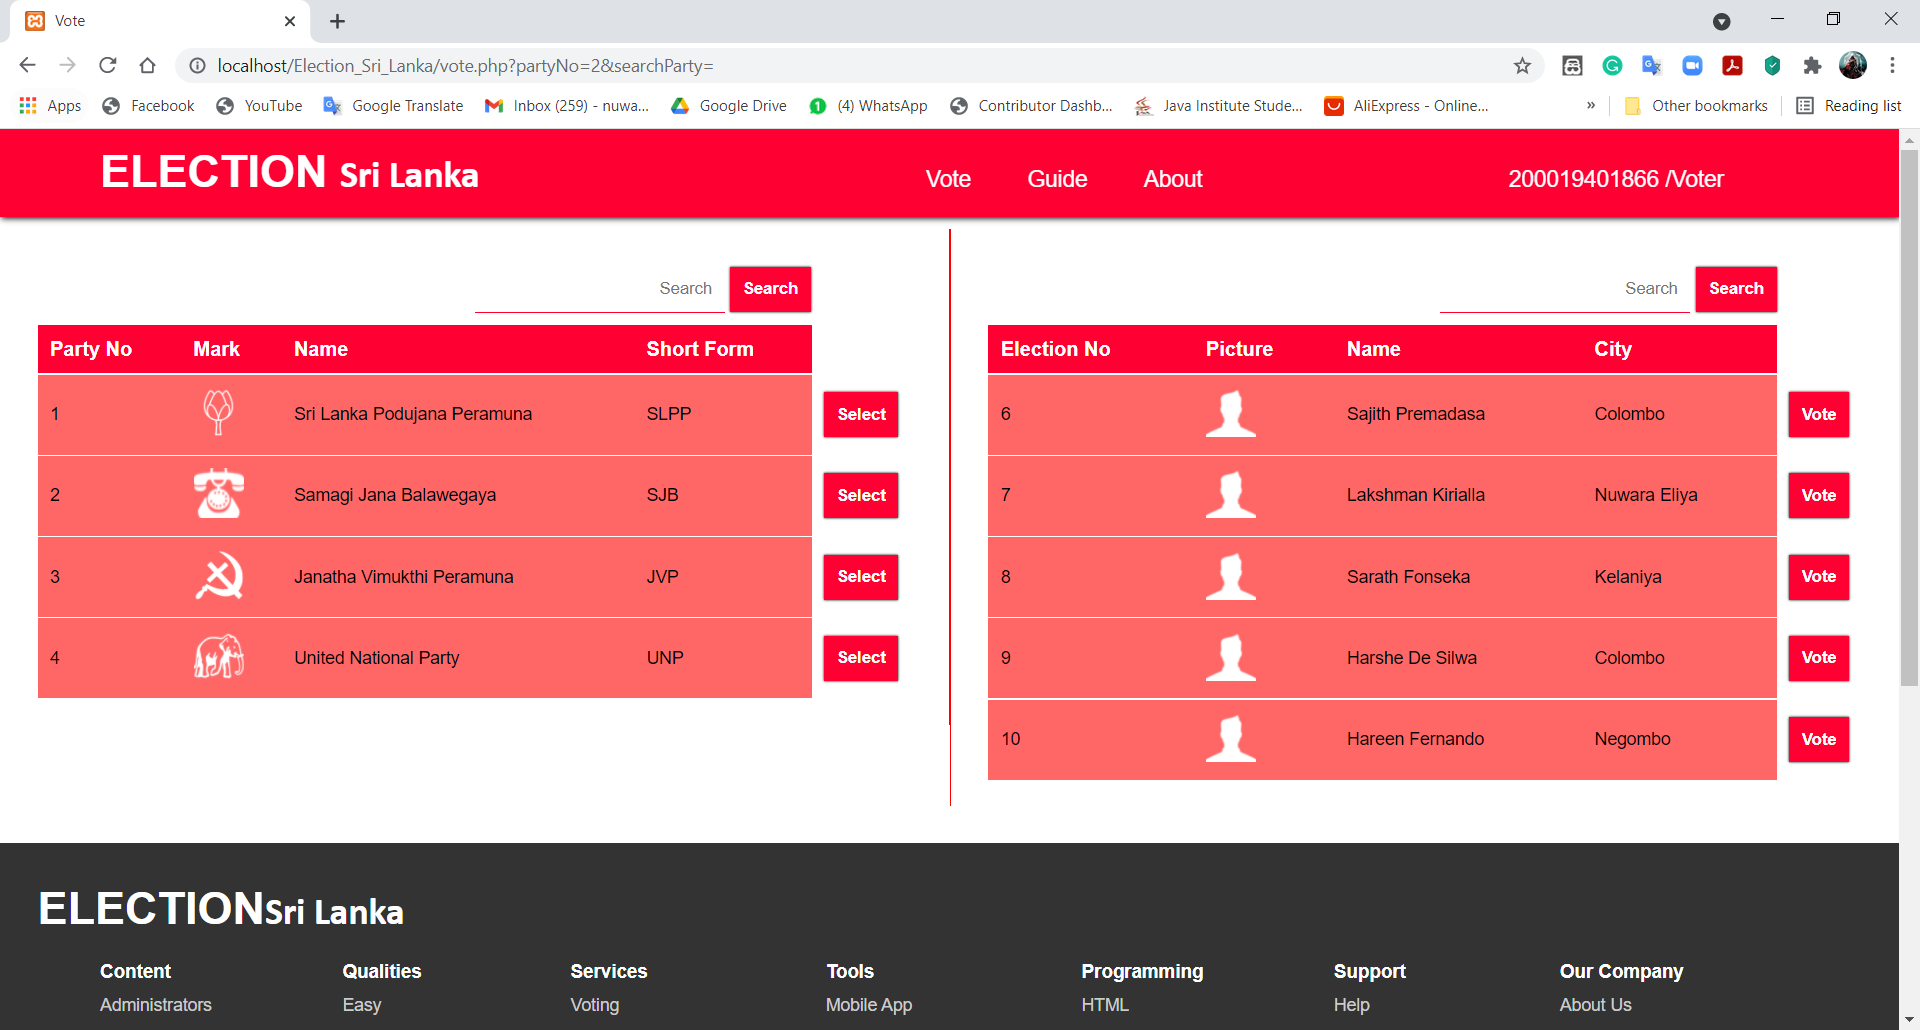 Vote
localhost/Election_Sri_Lanka/vote.php?partyNo=2&searchParty=
Apps Facebook YouTube Google Translate Inbox (259) - nuwa... Google Drive (4) WhatsApp Contributor Dashb... Java Institute Stude... AliExpress - Online... » Other bookmarks Reading list
ELECTION Sri Lanka Vote Guide About 200019401866 /Voter
Search Search
Party No Mark Name Short Form
1 Sri Lanka Podujana Peramuna SLPP Select
2 Samagi Jana Balawegaya SJB Select
3 Janatha Vimukthi Peramuna JVP Select
4 United National Party UNP Select
Search Search
Election No Picture Name City
6 Sajith Premadasa Colombo Vote
7 Lakshman Kirialla Nuwara Eliya Vote
8 Sarath Fonseka Kelaniya Vote
9 Harshe De Silwa Colombo Vote
10 Hareen Fernando Negombo Vote
ELECTIONSri Lanka
Content Qualities Services Tools Programming Support Our Company
Administrators Easy Voting Mobile App HTML Help About Us